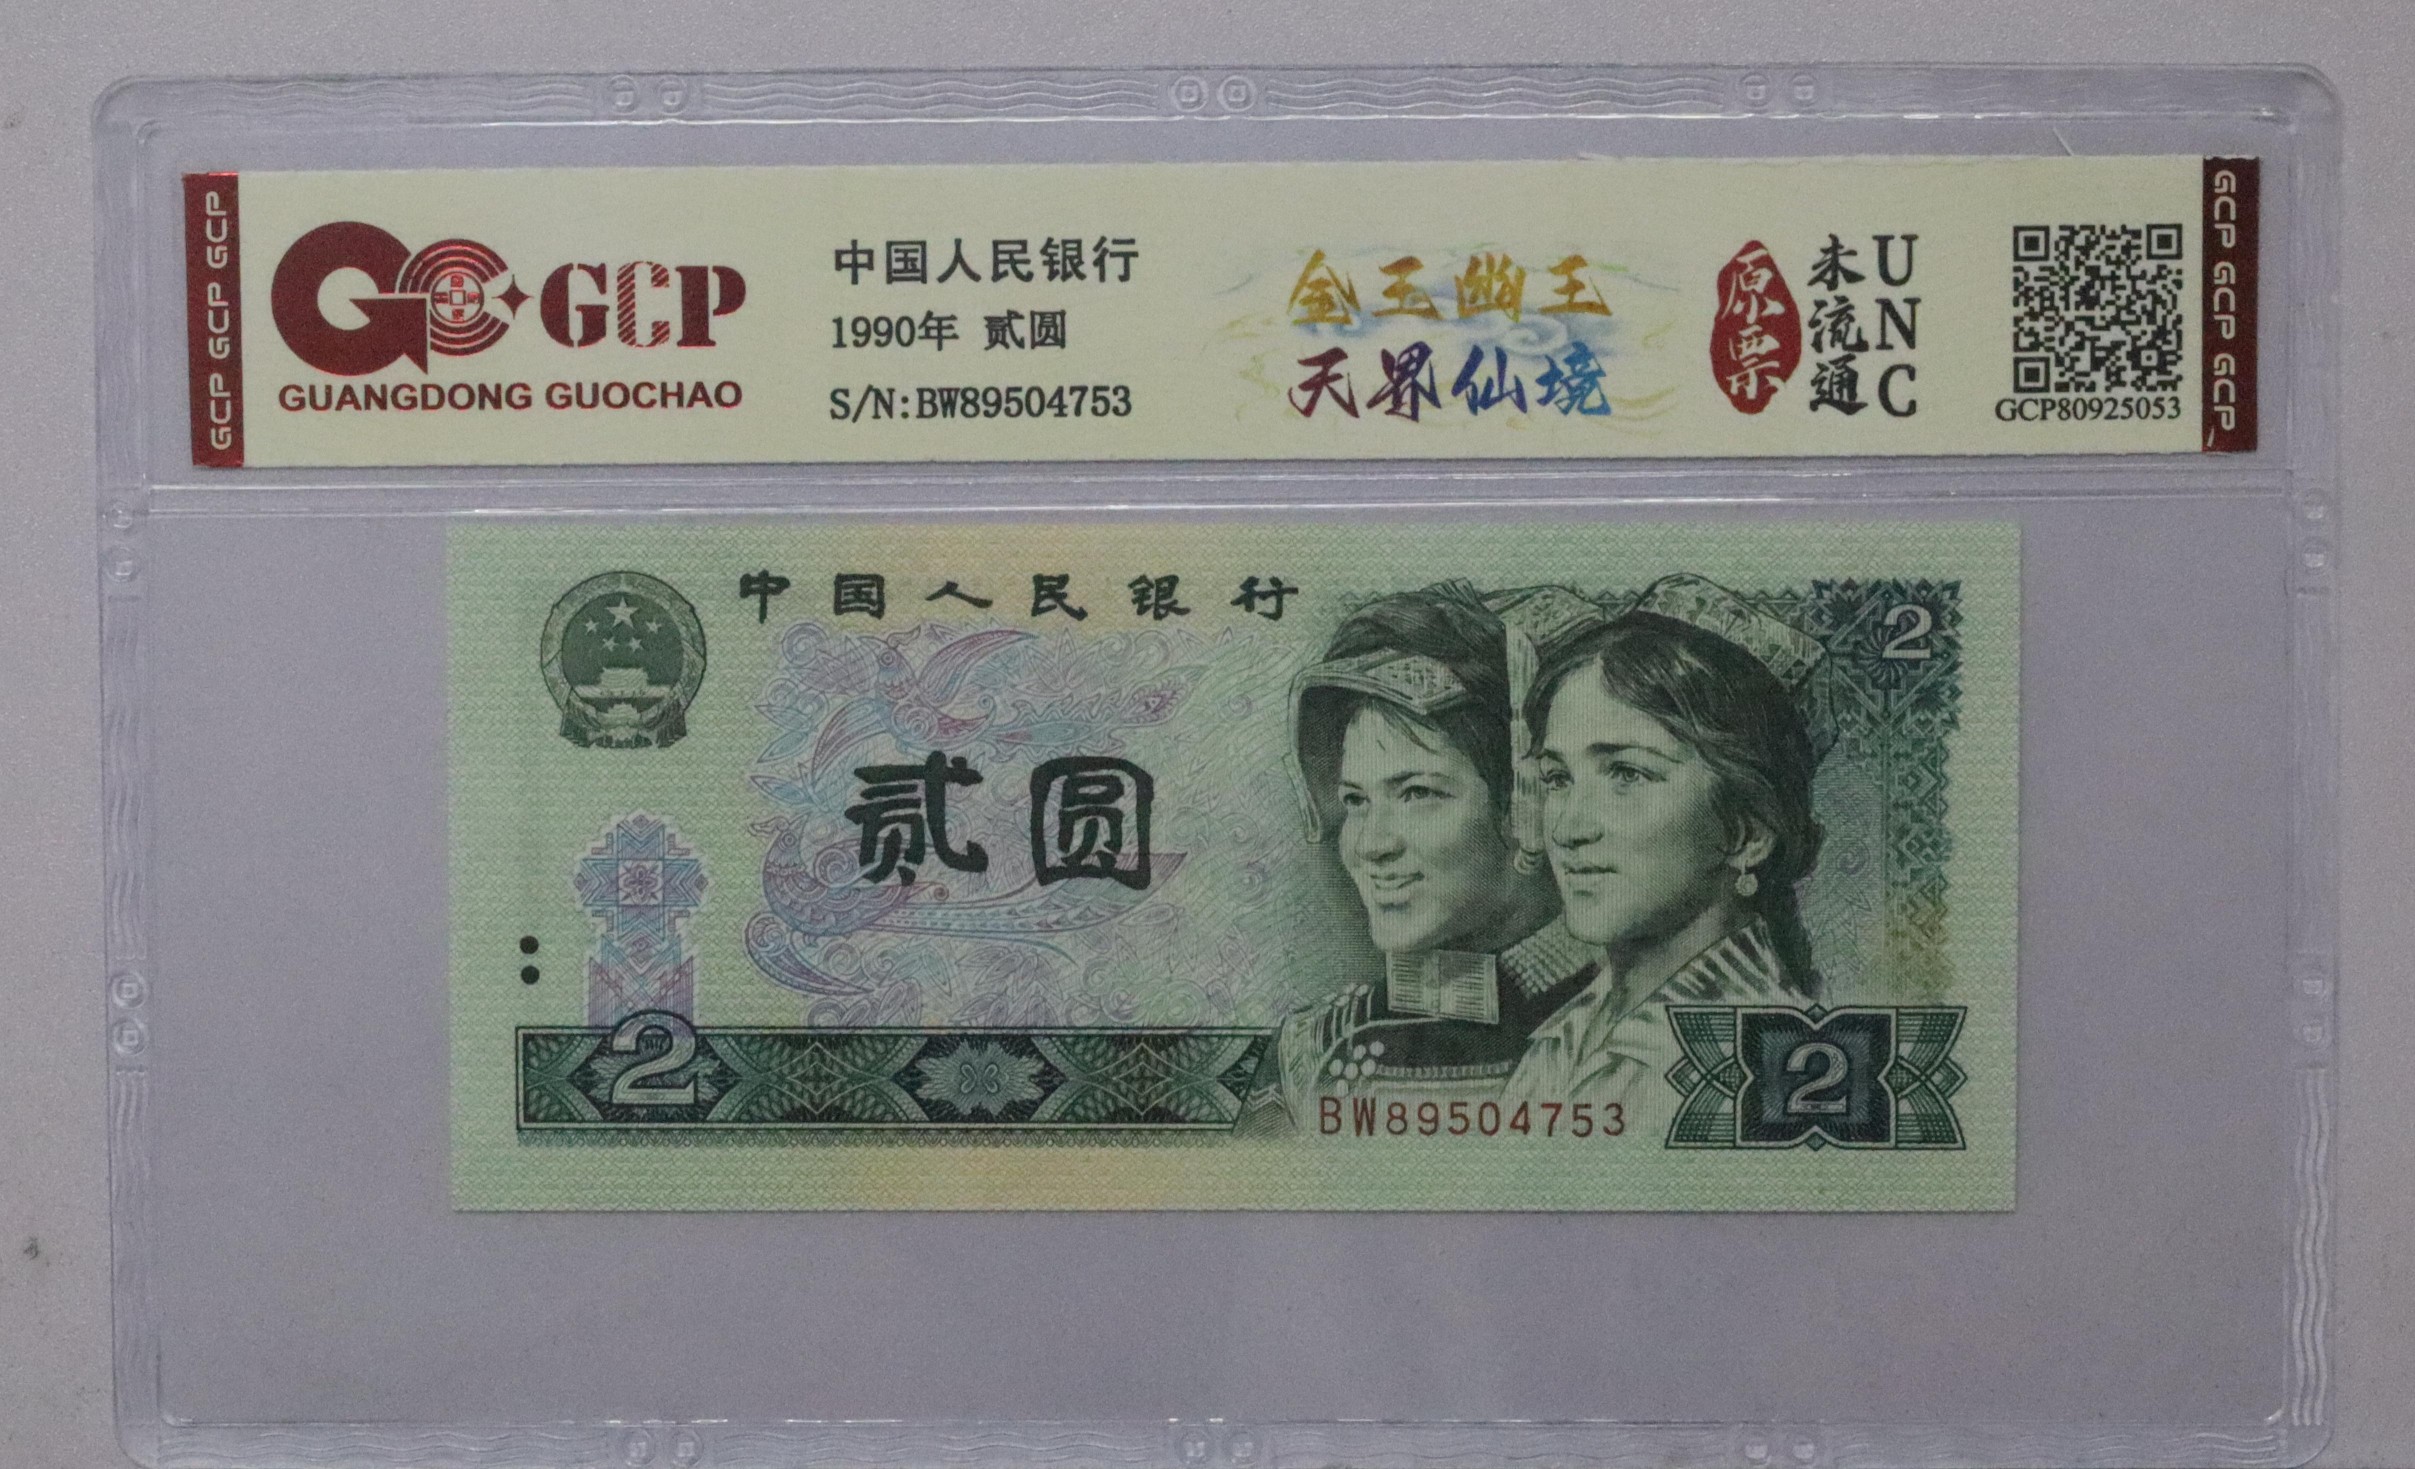 GCP GCP GCP
GCP
GUANGDONG GUOCHAO
中国人民银行
1990年 贰圆
S/N:BW89504753
金玉幽王
天界仙境
原票
未流通
UNC
GCP80925053
GCP GCP GCP
中国人民银行
2
贰圆
2
BW89504753
2